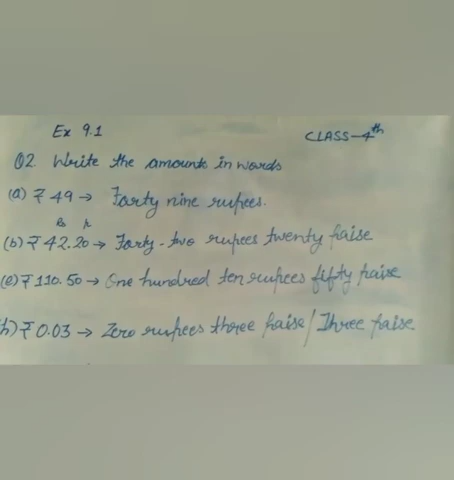 Ex 9.1
CLASS-4th
Q2 Write the amounts in words
(a) ₹ 49 → Forty nine rupees.
Rs P
(b) ₹ 42.20 → Forty-two rupees twenty paise
(e) ₹ 110.50 → One hundred ten rupees fifty paise
h) ₹ 0.03 → Zero rupees three paise / Three paise